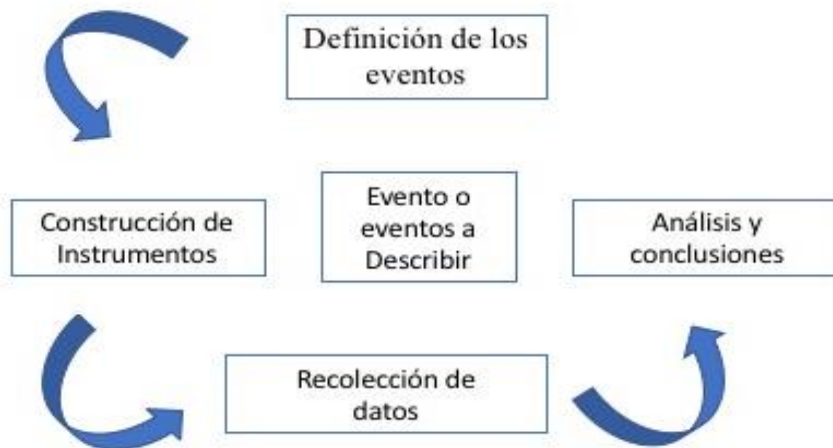 Definición de los
eventos
Construcción de
Instrumentos
Evento o
eventos a
Describir
Análisis y
conclusiones
Recolección de
datos